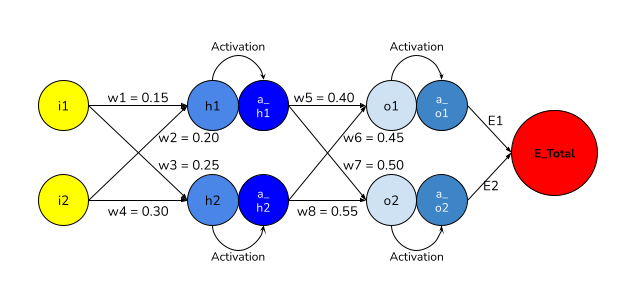 Activation
Activation
i1
w1 = 0.15
h1
a_
h1
w5 = 0.40
o1
a_
o1
E1
w2 = 0.20
w6 = 0.45
E_Total
w3 = 0.25
w7 = 0.50
i2
w4 = 0.30
h2
a_
h2
w8 = 0.55
o2
a_
o2
E2
Activation
Activation